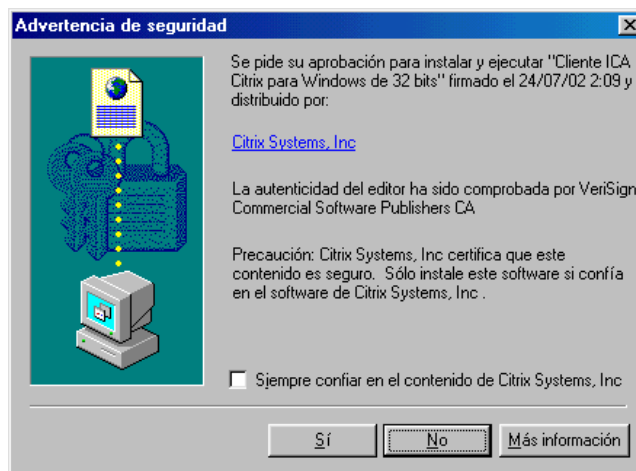 Advertencia de seguridad
Se pide su aprobación para instalar y ejecutar "Cliente ICA
Citrix para Windows de 32 bits" firmado el 24/07/02 2:09 y
distribuido por:
Citrix Systems, Inc
La autenticidad del editor ha sido comprobada por VeriSign
Commercial Software Publishers CA
Precaución: Citrix Systems, Inc certifica que este
contenido es seguro. Sólo instale este software si confía
en el software de Citrix Systems, Inc .
Siempre confiar en el contenido de Citrix Systems, Inc
Sí
No
Más información